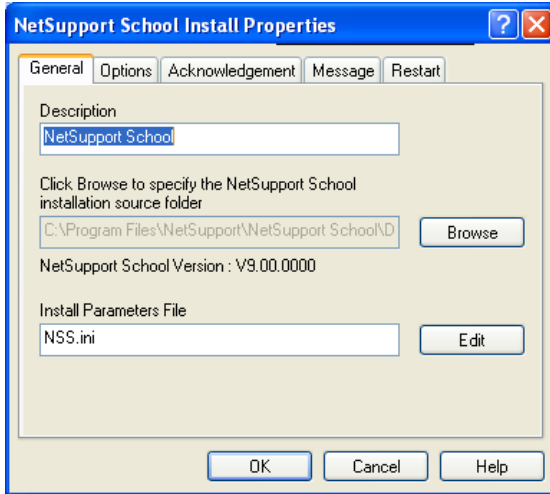 NetSupport School Install Properties
General Options Acknowledgement Message Restart
Description
NetSupport School
Click Browse to specify the NetSupport School
installation source folder
C:\Program Files\NetSupport\NetSupport School\D
Browse
NetSupport School Version : V9.00.0000
Install Parameters File
NSS.ini
Edit
OK Cancel Help